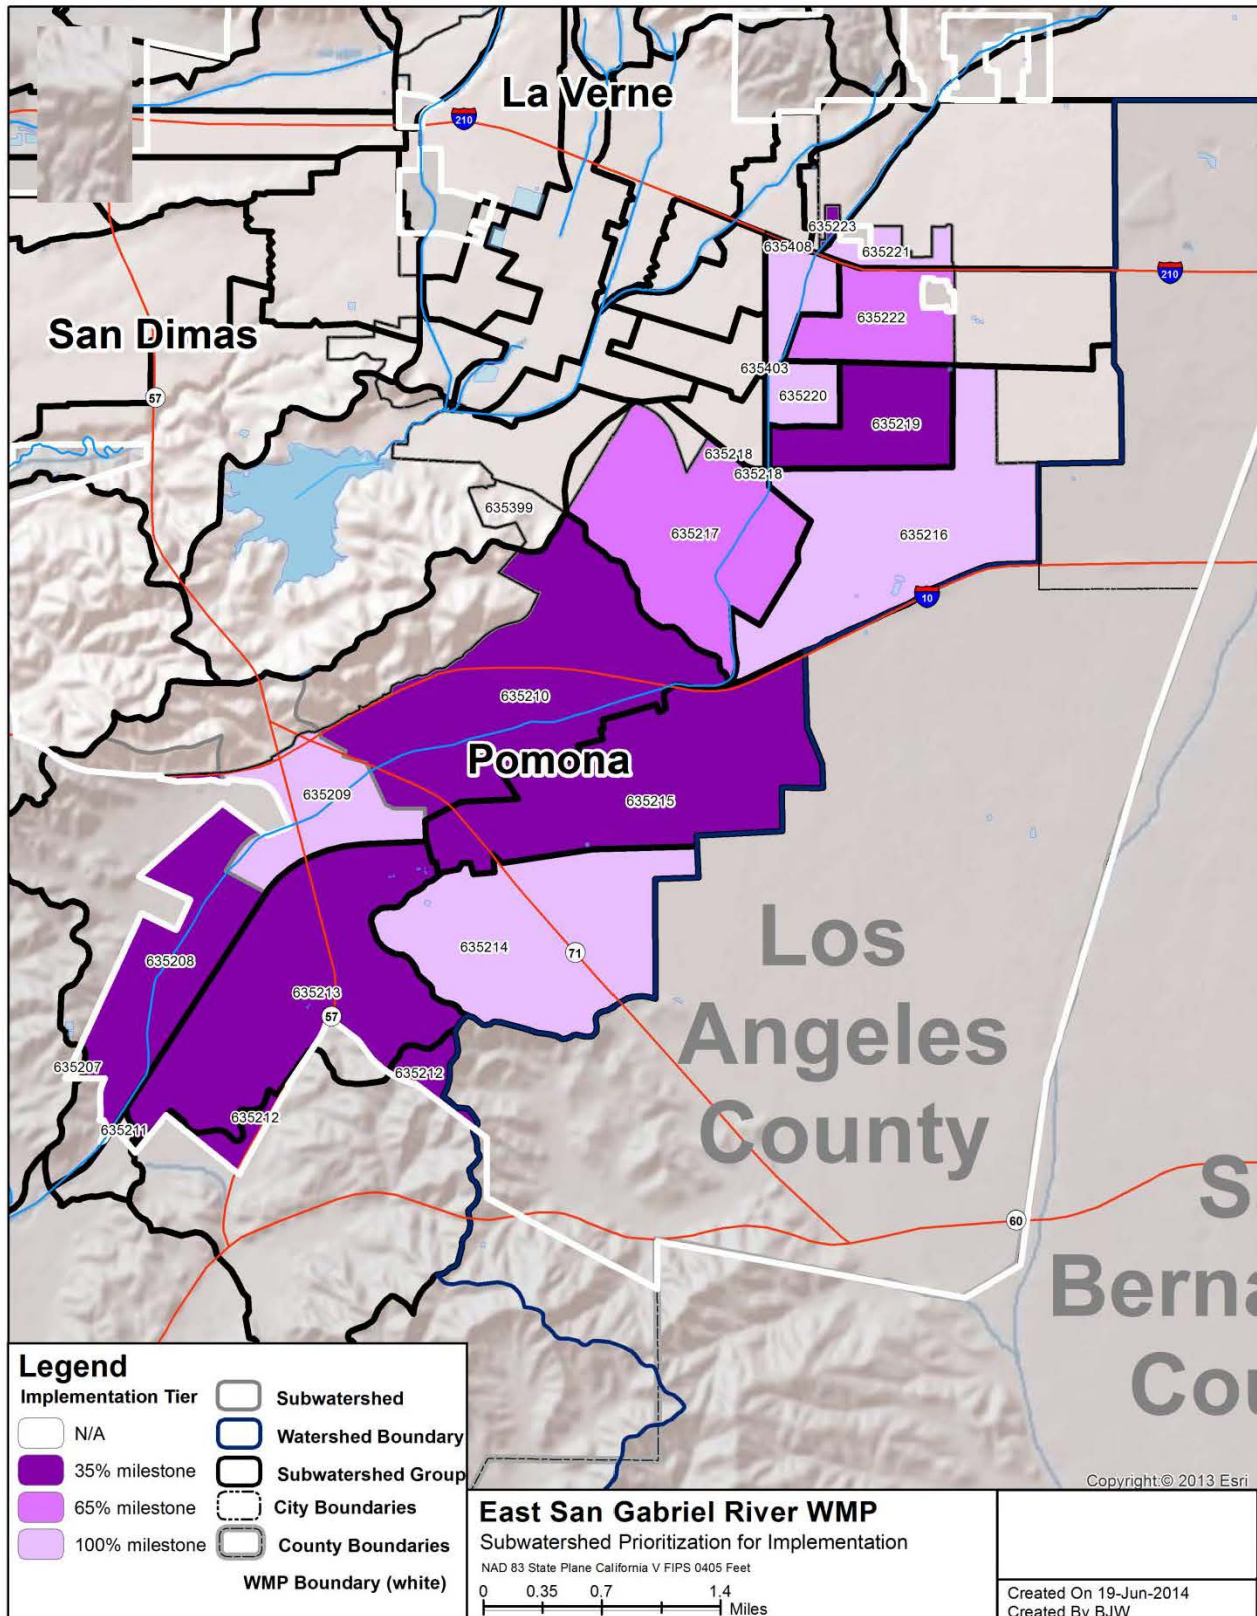 La Verne
210
635223
635408
635221
210
San Dimas
635222
57
635403
635220
635219
635218
635218
635399
635217
635216
10
635210
Pomona
635209
635215
635214
71
Los
Angeles
County
635208
635213
57
635207
635212
635212
635211
60
S
Berna
Cou
Legend
Implementation Tier
N/A
35% milestone
65% milestone
100% milestone
Subwatershed
Watershed Boundary
Subwatershed Group
City Boundaries
County Boundaries
WMP Boundary (white)
Copyright:© 2013 Esri
East San Gabriel River WMP
Subwatershed Prioritization for Implementation
NAD 83 State Plane California V FIPS 0405 Feet
0 0.35 0.7 1.4
Miles
Created On 19-Jun-2014
Created By BJW